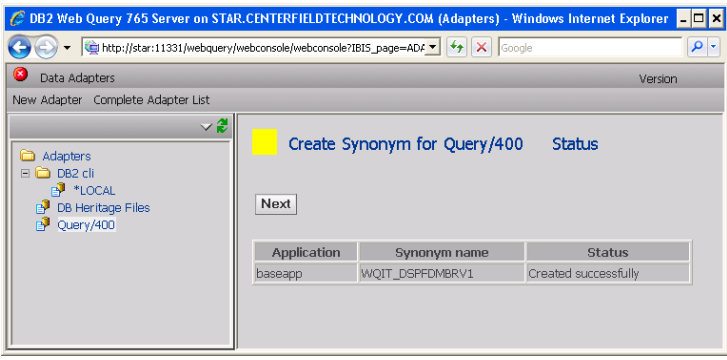 DB2 Web Query 765 Server on STAR.CENTERFIELDTECHNOLOGY.COM (Adapters) - Windows Internet Explorer
http://star:11331/webquery/webconsole/webconsole?IBIS_page=ADA
Google
Data Adapters Version
New Adapter Complete Adapter List
Adapters
DB2 cli
*LOCAL
DB Heritage Files
Query/400
Create Synonym for Query/400 Status
Next
Application Synonym name Status
baseapp WQIT_DSPFDMBRV1 Created successfully